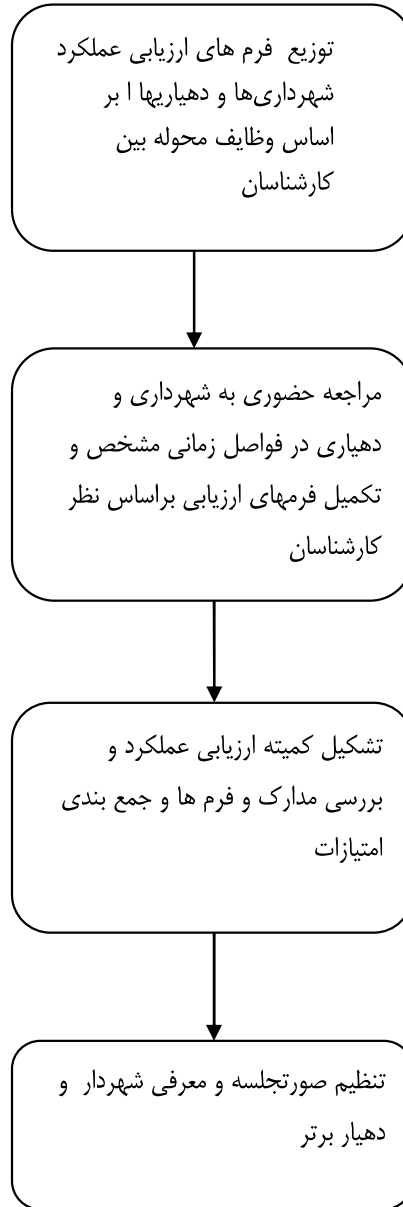 توزیع فرم های ارزیابی عملکرد
شهرداری‌ها و دهیاریها ا بر
اساس وظایف محوله بین
کارشناسان
مراجعه حضوری به شهرداری و
دهیاری در فواصل زمانی مشخص و
تکمیل فرمهای ارزیابی براساس نظر
کارشناسان
تشکیل کمیته ارزیابی عملکرد و
بررسی مدارک و فرم ها و جمع بندی
امتیازات
تنظیم صورتجلسه و معرفی شهردار و
دهیار برتر